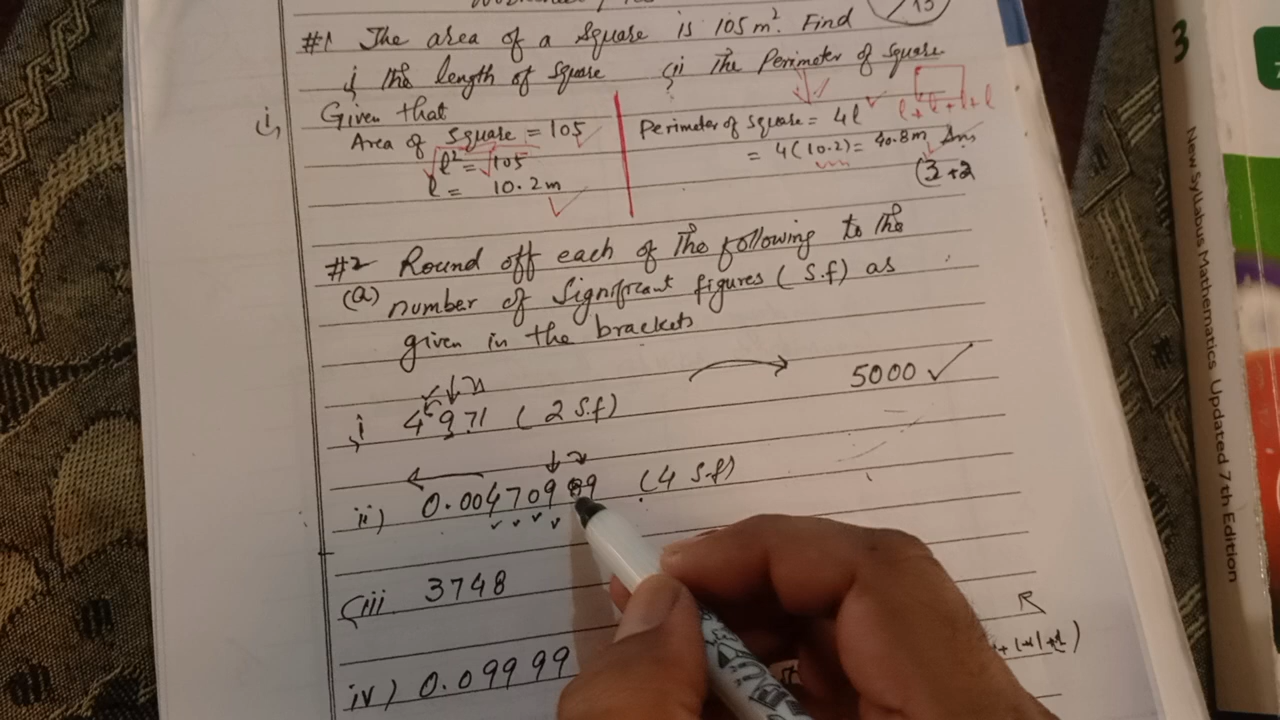 #1 The area of a square is 105 m². Find
i, the length of square (ii The Perimeter of square
i, Given that
Area of square = 105
l² = √105
l = 10.2 m
Perimeter of square = 4l
l + l + l + l
= 4(10.2) = 40.8 m Ans
(3+2
#2 Round off each of the following to the
(a) number of significant figures (S.f) as
given in the brackets
i 4971 (2 S.f) 5000
ii) 0.0047099 (4 S.f)
(iii 3748
iv) 0.09999
R
3
New Syllabus Mathematics Updated 7th Edition